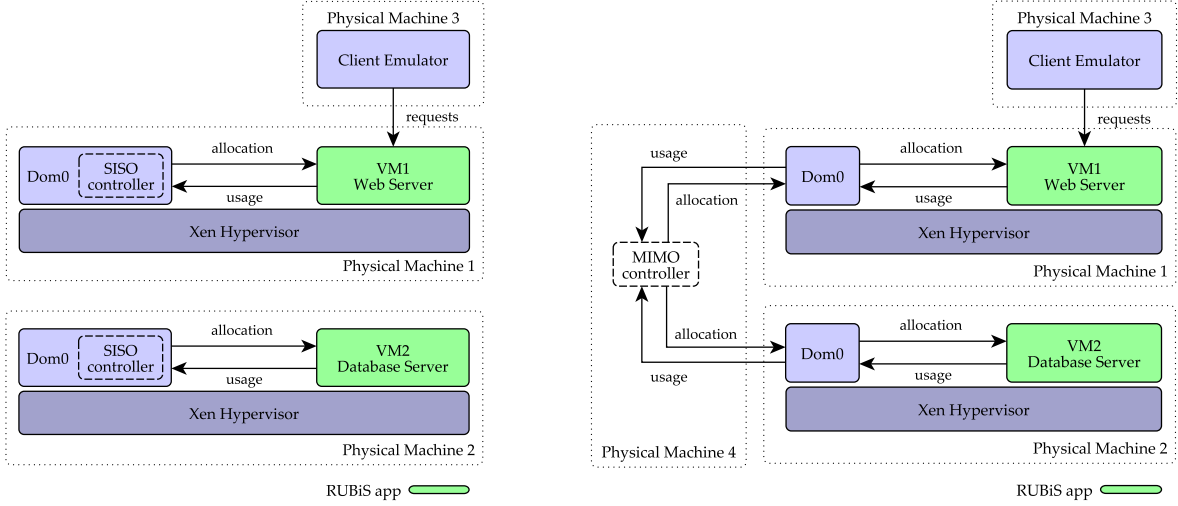 Physical Machine 3
Client Emulator
requests
allocation
Dom0
SISO
controller
VM1
Web Server
usage
Xen Hypervisor
Physical Machine 1
allocation
Dom0
SISO
controller
VM2
Database Server
usage
Xen Hypervisor
Physical Machine 2
RUBiS app
Physical Machine 3
Client Emulator
requests
usage
allocation
MIMO
controller
allocation
usage
Physical Machine 4
Dom0
allocation
usage
VM1
Web Server
Xen Hypervisor
Physical Machine 1
Dom0
allocation
usage
VM2
Database Server
Xen Hypervisor
Physical Machine 2
RUBiS app